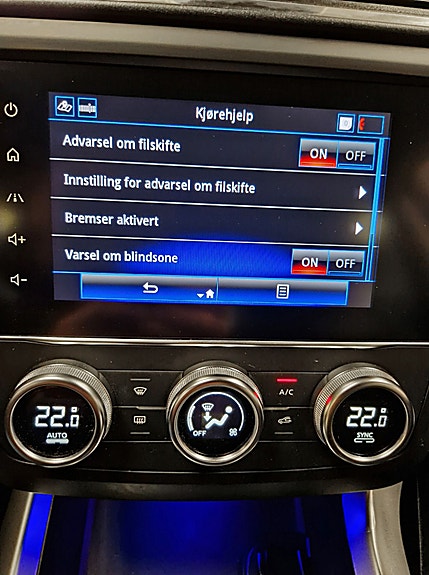 Kjørehjelp
Advarsel om filskifte
ON OFF
Innstilling for advarsel om filskifte
Bremser aktivert
Varsel om blindsone
ON OFF
A/C
22.0
AUTO
OFF
22.0
SYNC